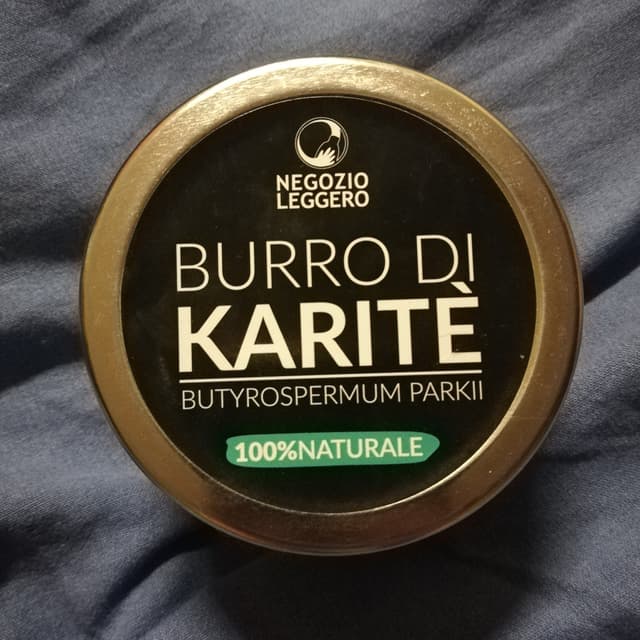 NEGOZIO
LEGGERO
BURRO DI
KARITÈ
BUTYROSPERMUM PARKII
100%NATURALE